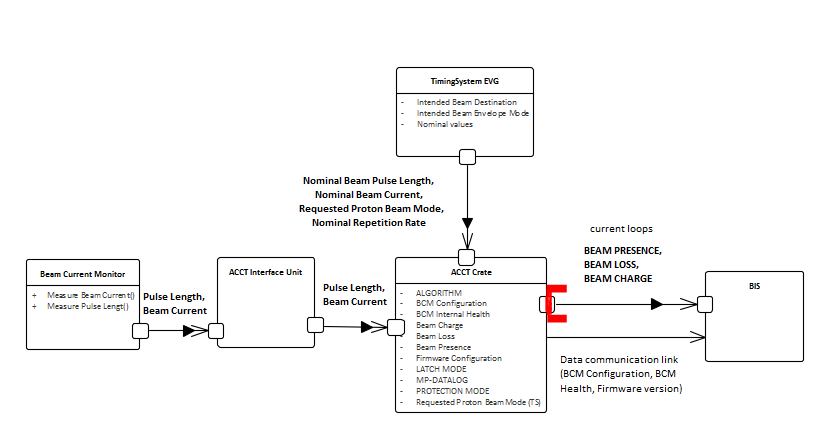 TimingSystem EVG
- Intended Beam Destination
- Intended Beam Envelope Mode
- Nominal values
Nominal Beam Pulse Length,
Nominal Beam Current,
Requested Proton Beam Mode,
Nominal Repetition Rate
Beam Current Monitor
+ Measure Beam Current()
+ Measure Pulse Lengt()
Pulse Length,
Beam Current
ACCT Interface Unit
Pulse Length,
Beam Current
ACCT Crate
- ALGORITHM
- BCM Configuration
- BCM Internal Health
- Beam Charge
- Beam Loss
- Beam Presence
- Firmware Configuration
- LATCH MODE
- MP-DATALOG
- PROTECTION MODE
- Requested Proton Beam Mode (TS)
current loops
BEAM PRESENCE,
BEAM LOSS,
BEAM CHARGE
BIS
Data communication link
(BCM Configuration, BCM
Health, Firmware version)